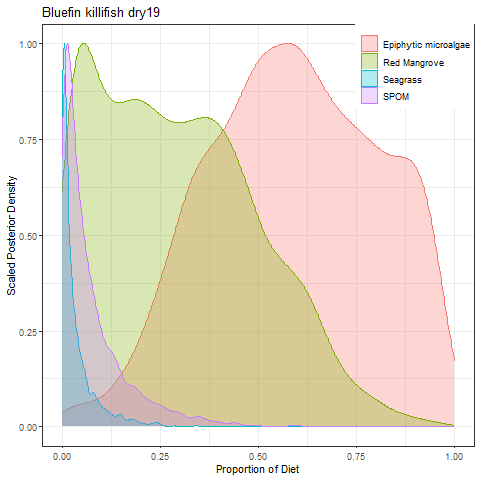 Bluefin killifish dry19
Epiphytic microalgae
Red Mangrove
Seagrass
SPOM
1.00
0.75
0.50
0.25
0.00
Scaled Posterior Density
0.00 0.25 0.50 0.75 1.00
Proportion of Diet